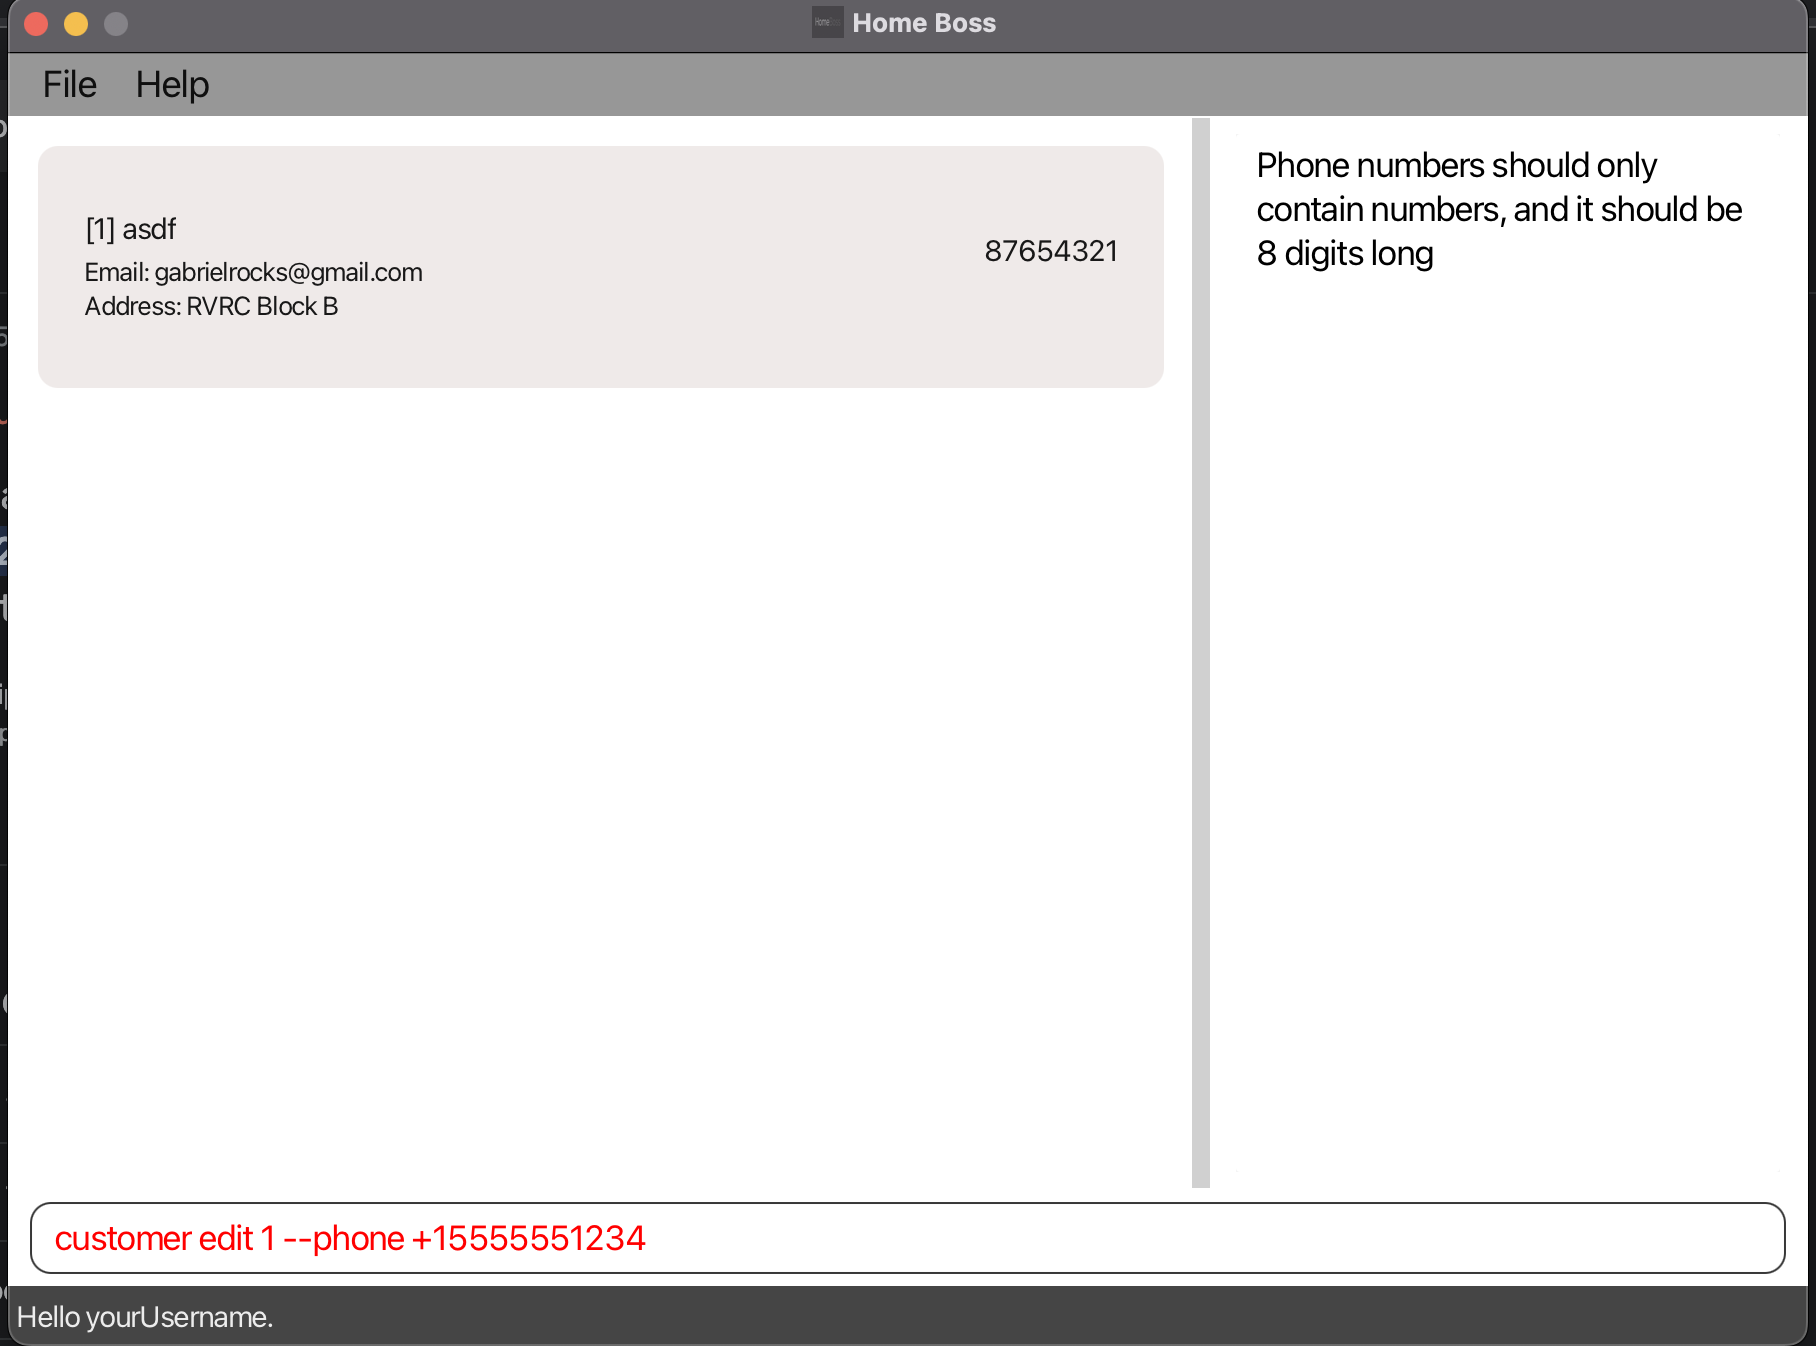 Home Boss
File Help
[1] asdf
Email: gabrielrocks@gmail.com
Address: RVRC Block B
87654321
Phone numbers should only
contain numbers, and it should be
8 digits long
customer edit 1 --phone +15555551234
Hello yourUsername.